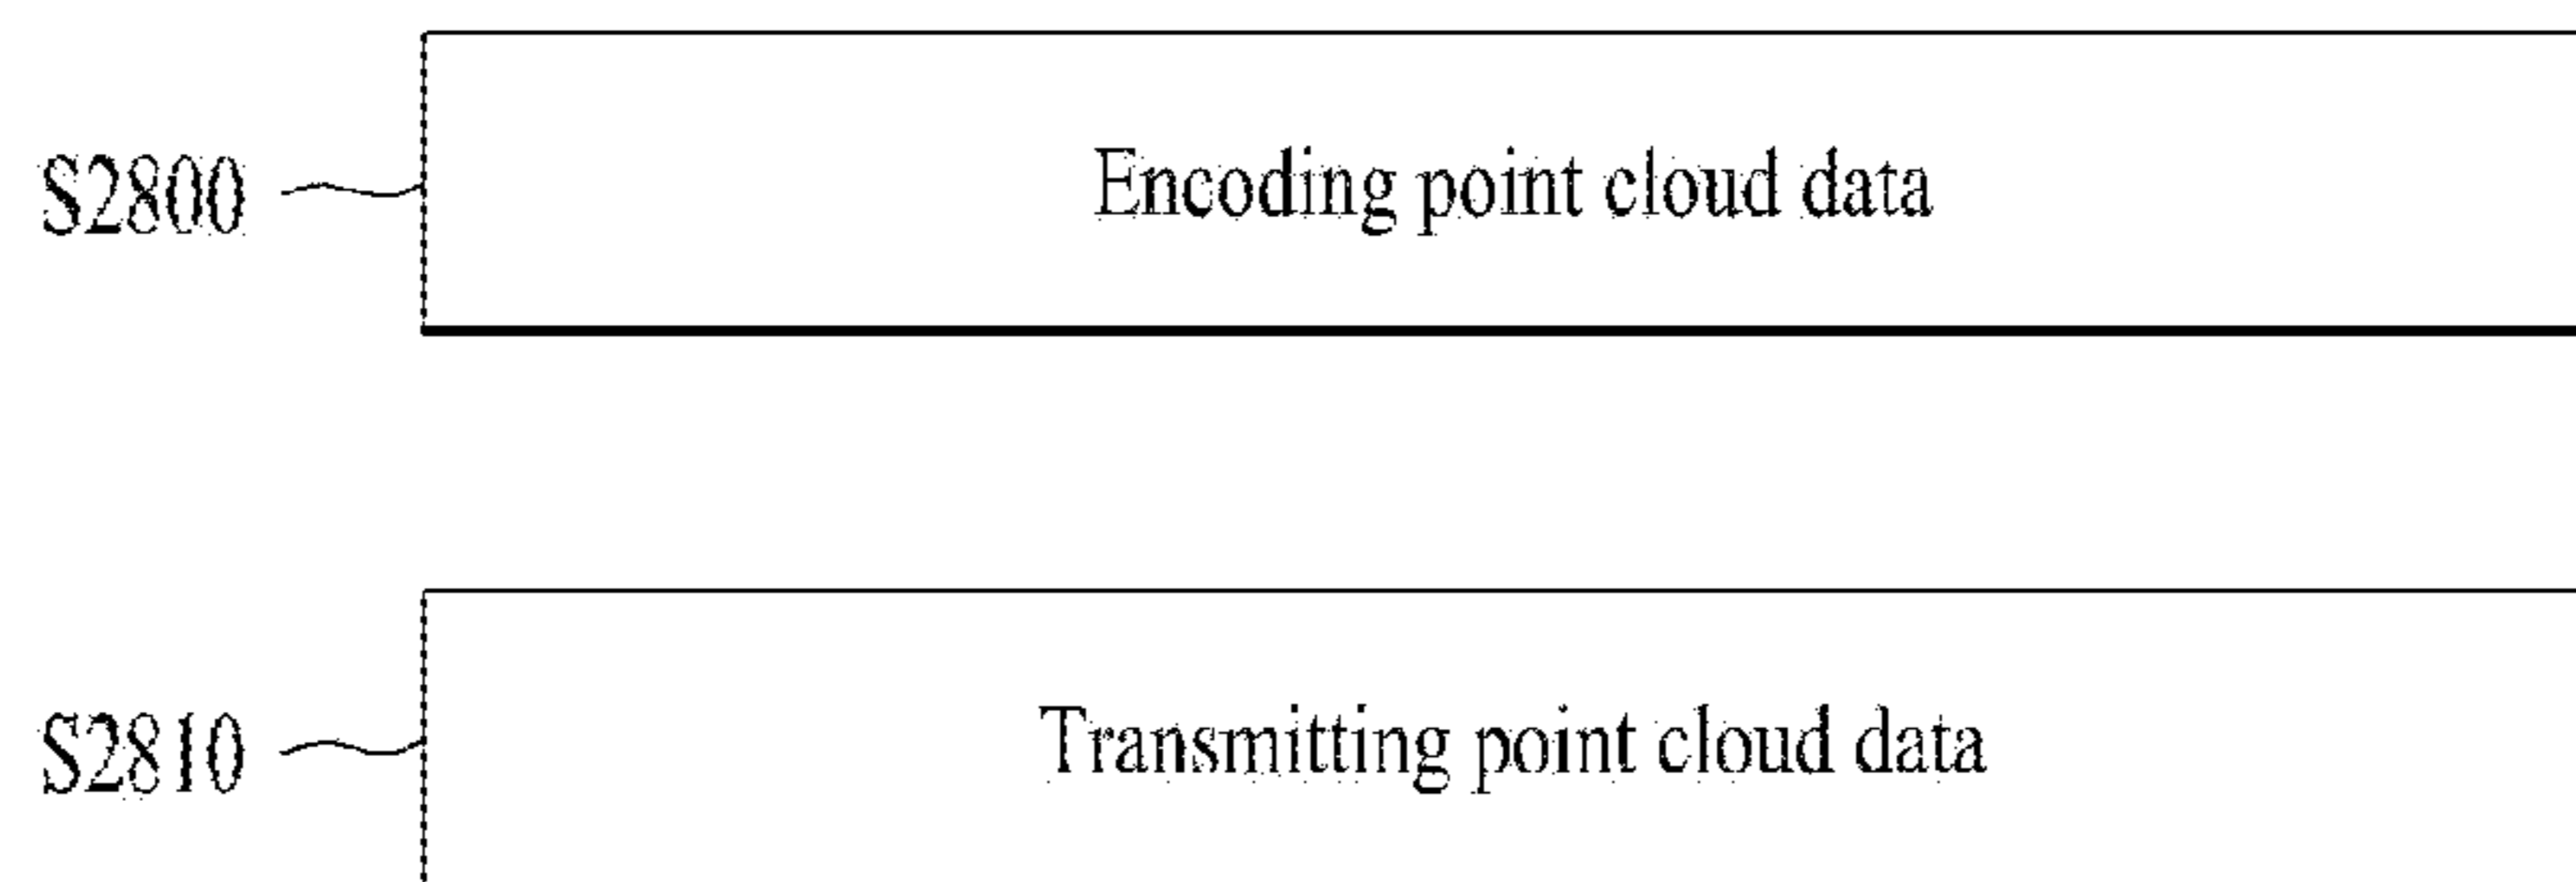 S2800 Encoding point cloud data
S2810 Transmitting point cloud data